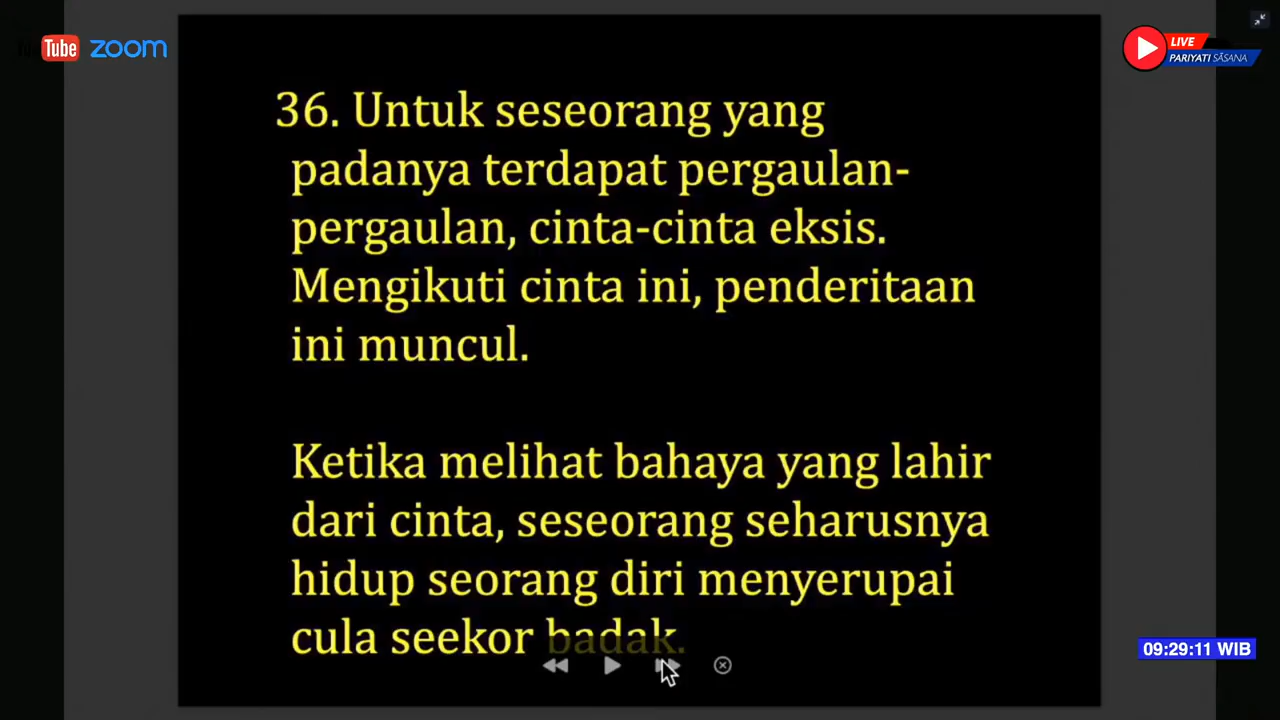 Tube zoom
LIVE
PARIYATI SĀSANA
36. Untuk seseorang yang
padanya terdapat pergaulan-
pergaulan, cinta-cinta eksis.
Mengikuti cinta ini, penderitaan
ini muncul.
Ketika melihat bahaya yang lahir
dari cinta, seseorang seharusnya
hidup seorang diri menyerupai
cula seekor badak.
09:29:11 WIB